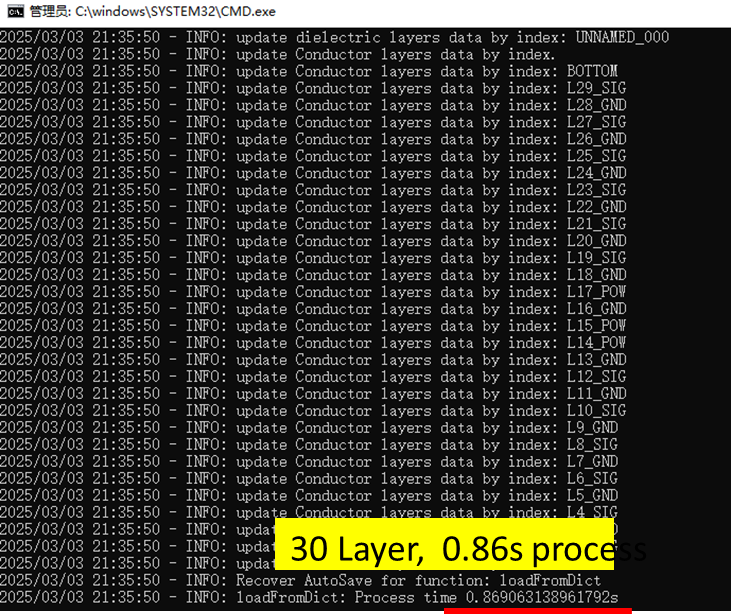 管理员: C:\windows\SYSTEM32\CMD.exe
2025/03/03 21:35:50 - INFO: update dielectric layers data by index: UNNAMED_000
2025/03/03 21:35:50 - INFO: update Conductor layers data by index.
2025/03/03 21:35:50 - INFO: update Conductor layers data by index: BOTTOM
2025/03/03 21:35:50 - INFO: update Conductor layers data by index: L29_SIG
2025/03/03 21:35:50 - INFO: update Conductor layers data by index: L28_GND
2025/03/03 21:35:50 - INFO: update Conductor layers data by index: L27_SIG
2025/03/03 21:35:50 - INFO: update Conductor layers data by index: L26_GND
2025/03/03 21:35:50 - INFO: update Conductor layers data by index: L25_SIG
2025/03/03 21:35:50 - INFO: update Conductor layers data by index: L24_GND
2025/03/03 21:35:50 - INFO: update Conductor layers data by index: L23_SIG
2025/03/03 21:35:50 - INFO: update Conductor layers data by index: L22_GND
2025/03/03 21:35:50 - INFO: update Conductor layers data by index: L21_SIG
2025/03/03 21:35:50 - INFO: update Conductor layers data by index: L20_GND
2025/03/03 21:35:50 - INFO: update Conductor layers data by index: L19_SIG
2025/03/03 21:35:50 - INFO: update Conductor layers data by index: L18_GND
2025/03/03 21:35:50 - INFO: update Conductor layers data by index: L17_POW
2025/03/03 21:35:50 - INFO: update Conductor layers data by index: L16_GND
2025/03/03 21:35:50 - INFO: update Conductor layers data by index: L15_POW
2025/03/03 21:35:50 - INFO: update Conductor layers data by index: L14_POW
2025/03/03 21:35:50 - INFO: update Conductor layers data by index: L13_GND
2025/03/03 21:35:50 - INFO: update Conductor layers data by index: L12_SIG
2025/03/03 21:35:50 - INFO: update Conductor layers data by index: L11_GND
2025/03/03 21:35:50 - INFO: update Conductor layers data by index: L10_SIG
2025/03/03 21:35:50 - INFO: update Conductor layers data by index: L9_GND
2025/03/03 21:35:50 - INFO: update Conductor layers data by index: L8_SIG
2025/03/03 21:35:50 - INFO: update Conductor layers data by index: L7_GND
2025/03/03 21:35:50 - INFO: update Conductor layers data by index: L6_SIG
2025/03/03 21:35:50 - INFO: update Conductor layers data by index: L5_GND
2025/03/03 21:35:50 - INFO: update Conductor layers data by index: L4_SIG
2025/03/03 21:35:50 - INFO:
2025/03/03 21:35:50 - INFO:
30 Layer, 0.86s process
2025/03/03 21:35:50 - INFO:
2025/03/03 21:35:50 - INFO: Recover AutoSave for function: loadFromDict
2025/03/03 21:35:50 - INFO: loadFromDict: Process time 0.869063138961792s